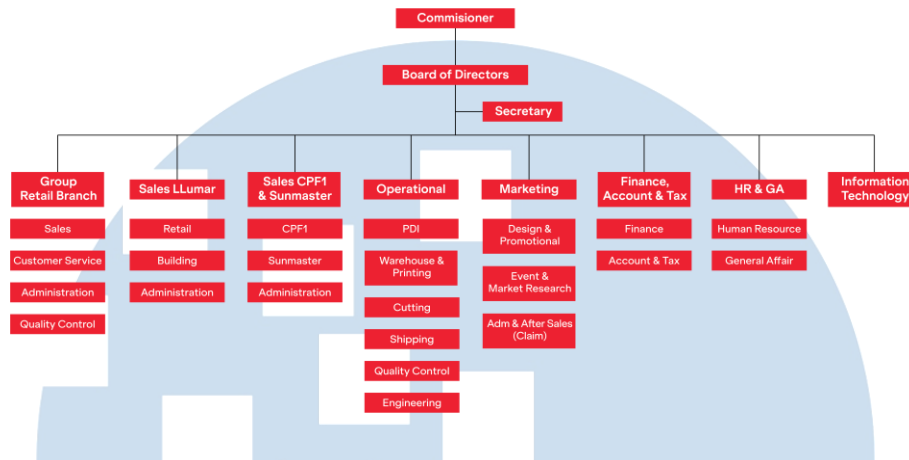 Commisioner
Board of Directors
Secretary
Group
Retail Branch
Sales
Customer Service
Administration
Quality Control
Sales LLumar
Retail
Building
Administration
Sales CPF1
& Sunmaster
CPF1
Sunmaster
Administration
Operational
PDI
Warehouse &
Printing
Cutting
Shipping
Quality Control
Engineering
Marketing
Design &
Promotional
Event &
Market Research
Adm & After Sales
(Claim)
Finance,
Account & Tax
Finance
Account & Tax
HR & GA
Human Resource
General Affair
Information
Technology